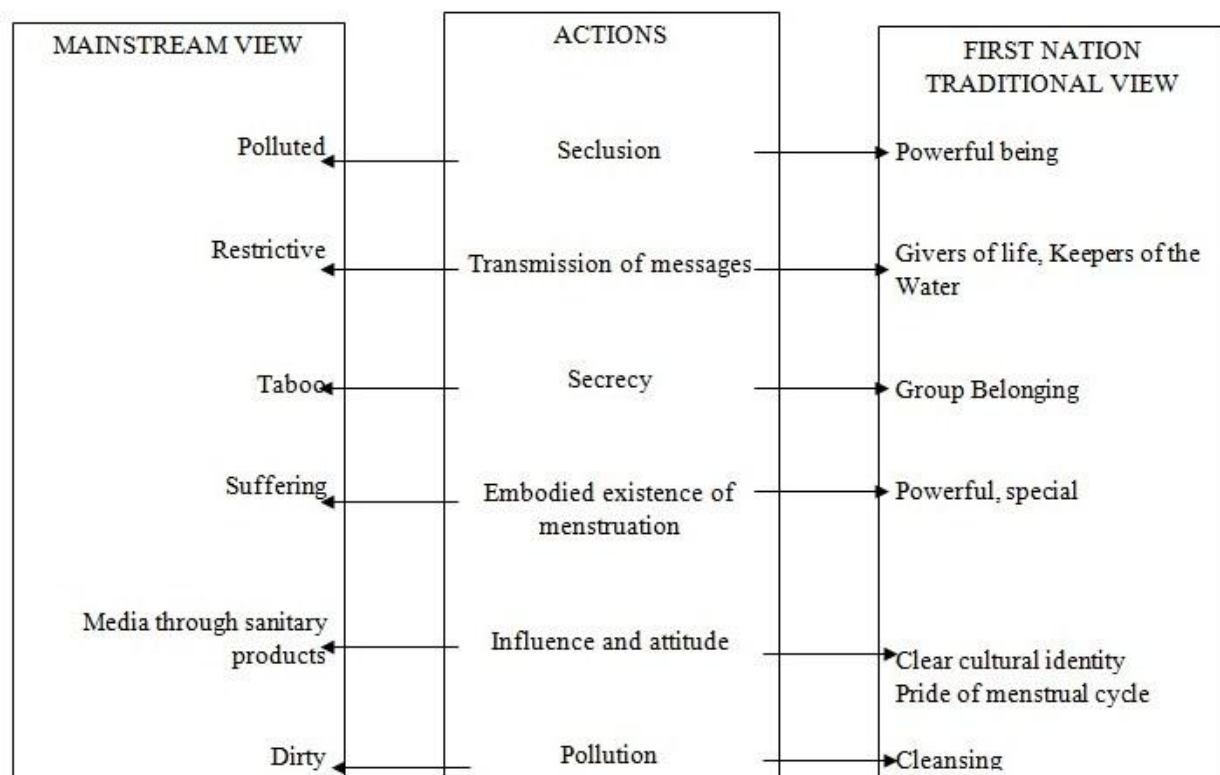 MAINSTREAM VIEW
ACTIONS
FIRST NATION
TRADITIONAL VIEW
Polluted
Seclusion
Powerful being
Restrictive
Transmission of messages
Givers of life, Keepers of the
Water
Taboo
Secrecy
Group Belonging
Suffering
Embodied existence of
menstruation
Powerful, special
Media through sanitary
products
Influence and attitude
Clear cultural identity
Pride of menstrual cycle
Dirty
Pollution
Cleansing